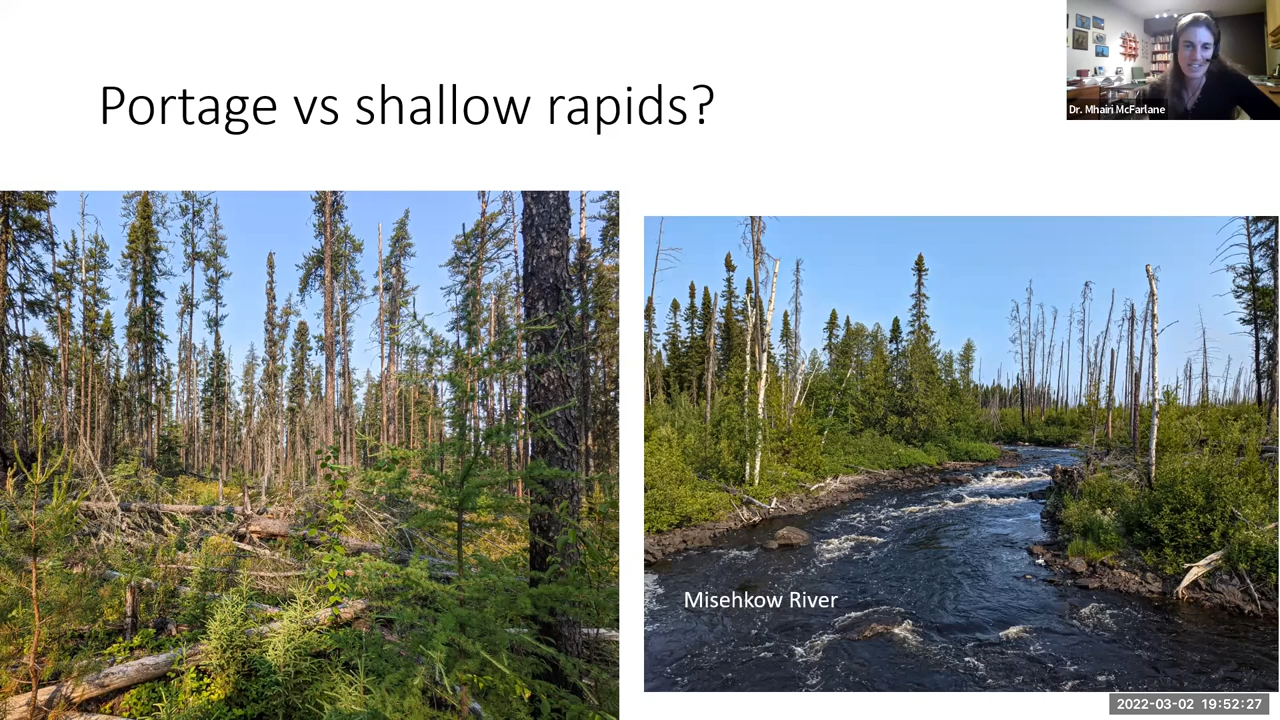 Portage vs shallow rapids?
Dr. Mhairi McFarlane
Misehkow River
2022-03-02 19:52:27